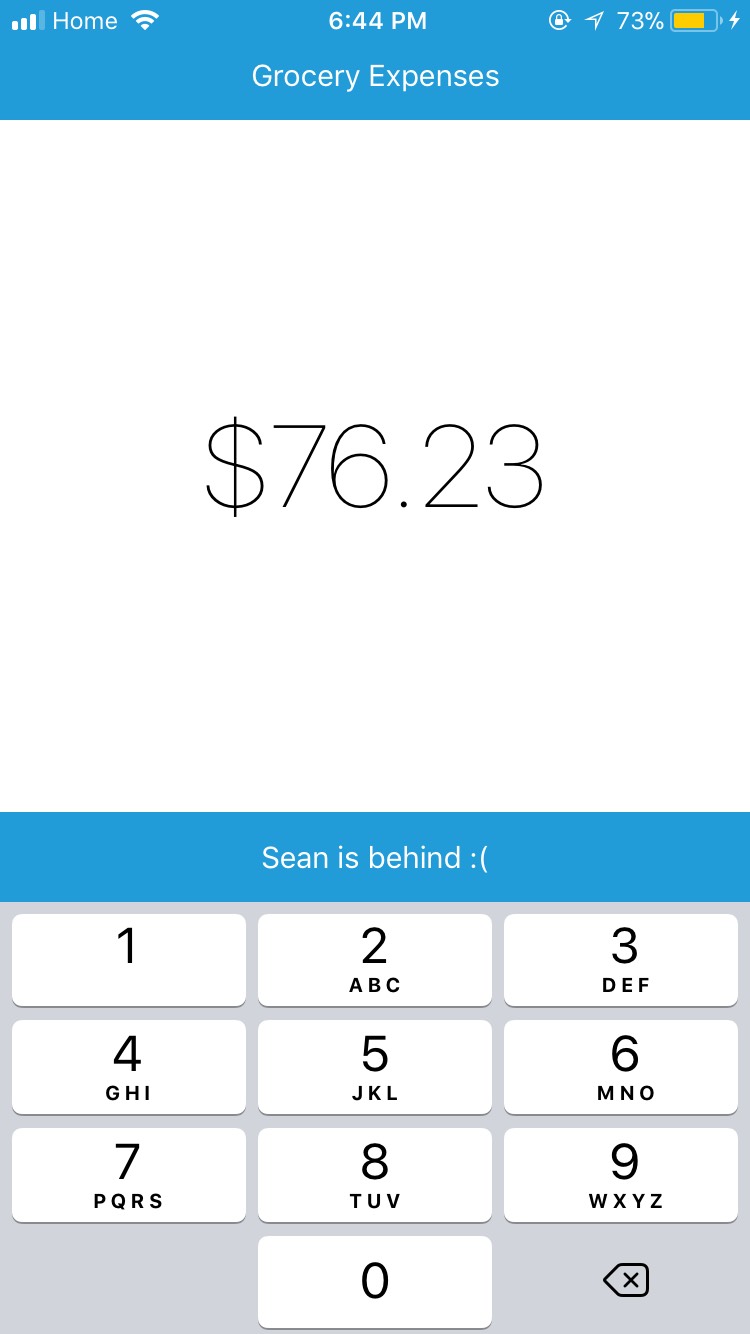 Home 6:44 PM 73%
Grocery Expenses
$76.23
Sean is behind :(
1 2 3
ABC DEF
4 5 6
GHI JKL MNO
7 8 9
PQRS TUV WXYZ
0